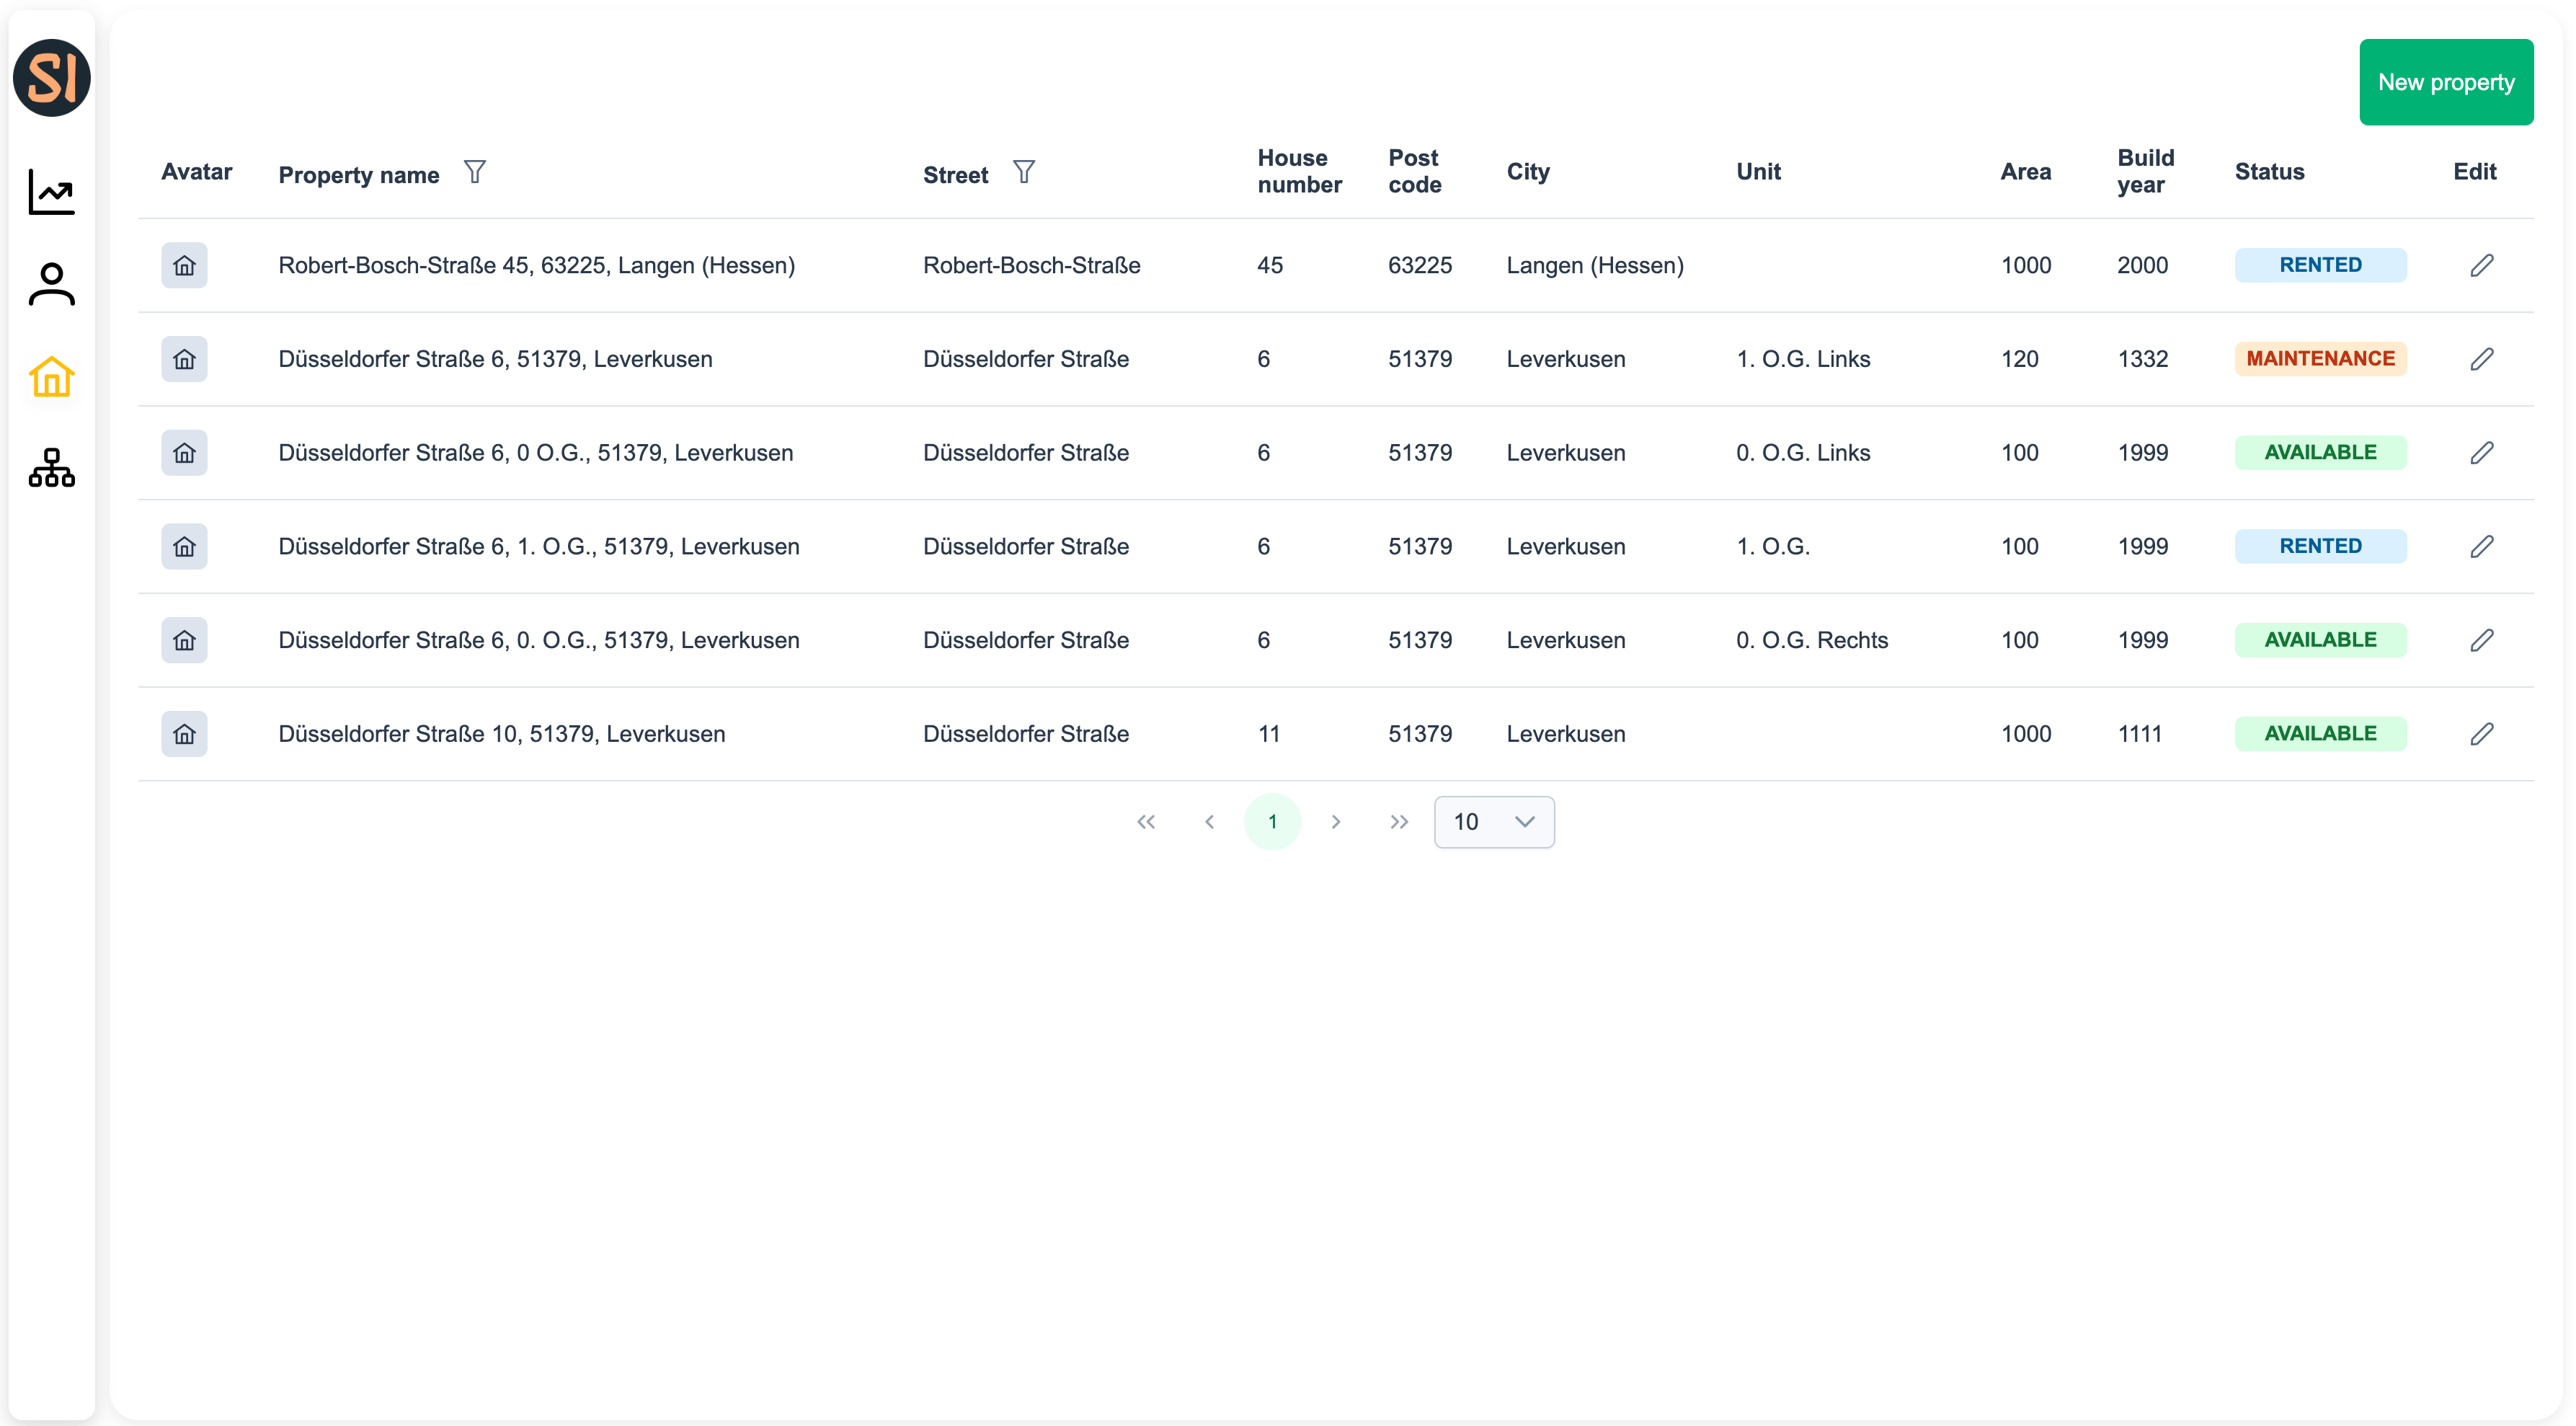 SI
New property
Avatar Property name Street House number Post code City Unit Area Build year Status Edit
Robert-Bosch-Straße 45, 63225, Langen (Hessen) Robert-Bosch-Straße 45 63225 Langen (Hessen) 1000 2000 RENTED
Düsseldorfer Straße 6, 51379, Leverkusen Düsseldorfer Straße 6 51379 Leverkusen 1. O.G. Links 120 1332 MAINTENANCE
Düsseldorfer Straße 6, 0 O.G., 51379, Leverkusen Düsseldorfer Straße 6 51379 Leverkusen 0. O.G. Links 100 1999 AVAILABLE
Düsseldorfer Straße 6, 1. O.G., 51379, Leverkusen Düsseldorfer Straße 6 51379 Leverkusen 1. O.G. 100 1999 RENTED
Düsseldorfer Straße 6, 0. O.G., 51379, Leverkusen Düsseldorfer Straße 6 51379 Leverkusen 0. O.G. Rechts 100 1999 AVAILABLE
Düsseldorfer Straße 10, 51379, Leverkusen Düsseldorfer Straße 11 51379 Leverkusen 1000 1111 AVAILABLE
1 10